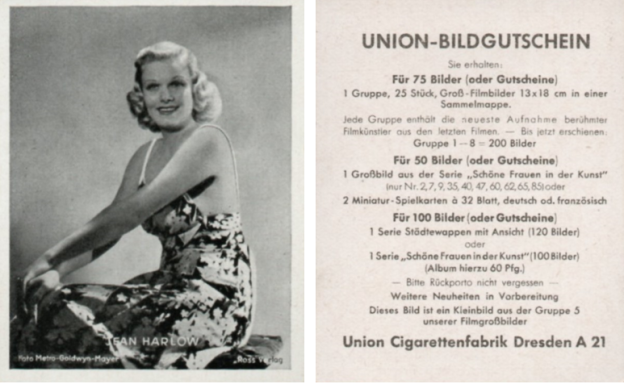 JEAN HARLOW
Foto Metro-Goldwyn-Mayer
"Ross Verlag
UNION-BILDGUTSCHEIN
Sie erhalten:
Für 75 Bilder (oder Gutscheine)
1 Gruppe, 25 Stück, Groß-Filmbilder 13x18 cm in einer
Sammelmappe.
Jede Gruppe enthält die neueste Aufnahme berühmter
Filmkünstler aus den letzten Filmen. — Bis jetzt erschienen:
Gruppe 1–8 = 200 Bilder
Für 50 Bilder (oder Gutscheine)
1 Großbild aus der Serie „Schöne Frauen in der Kunst"
(nur Nr. 2, 7, 9, 35, 40, 47, 60, 62, 65, 85) oder
2 Miniatur-Spielkarten à 32 Blatt, deutsch od. französisch
Für 100 Bilder (oder Gutscheine)
1 Serie Städtewappen mit Ansicht (120 Bilder)
oder
1 Serie „Schöne Frauen in der Kunst" (100 Bilder)
(Album hierzu 60 Pfg.)
— Bitte Rückporto nicht vergessen —
Weitere Neuheiten in Vorbereitung
Dieses Bild ist ein Kleinbild aus der Gruppe 5
unserer Filmgroßbilder
Union Cigarettenfabrik Dresden A 21